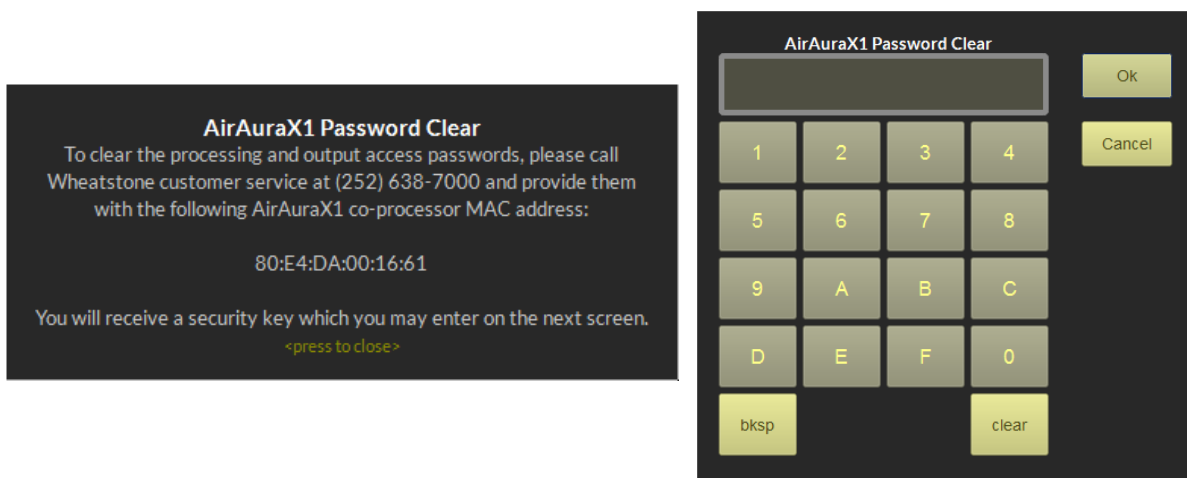 AirAuraX1 Password Clear
To clear the processing and output access passwords, please call
Wheatstone customer service at (252) 638-7000 and provide them
with the following AirAuraX1 co-processor MAC address:
80:E4:DA:00:16:61
You will receive a security key which you may enter on the next screen.
<press to close>
AirAuraX1 Password Clear
Ok
Cancel
1 2 3 4
5 6 7 8
9 A B C
D E F 0
bksp clear